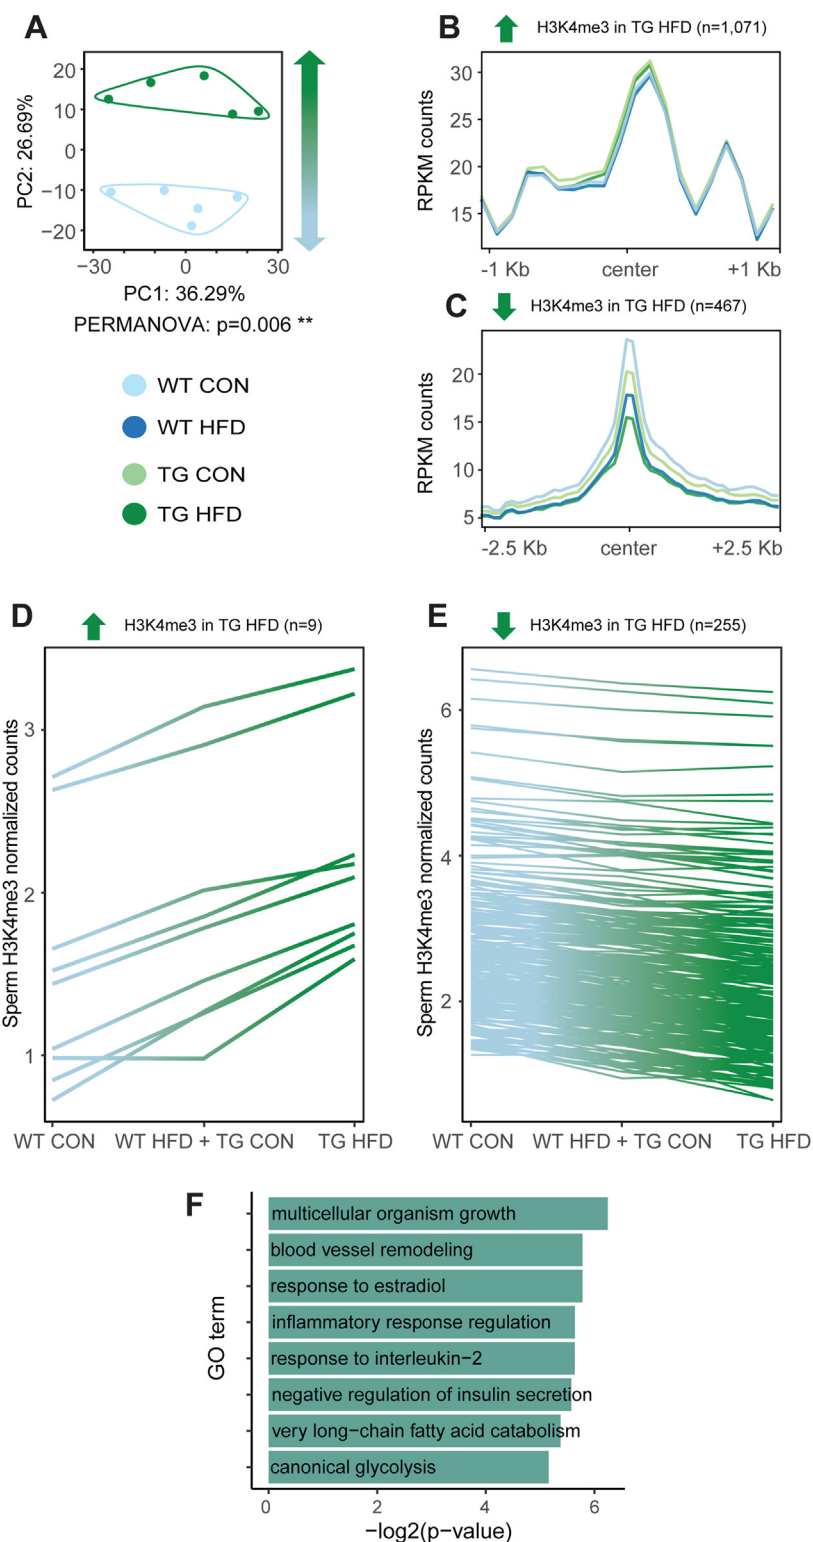 A
20
10
0
−10
−20
PC2: 26.69%
−30 0 30
PC1: 36.29%
PERMANOVA: p=0.006 **
WT CON
WT HFD
TG CON
TG HFD
B
H3K4me3 in TG HFD (n=1,071)
30
25
20
15
RPKM counts
-1 Kb center +1 Kb
C
H3K4me3 in TG HFD (n=467)
20
15
10
5
RPKM counts
-2.5 Kb center +2.5 Kb
D
H3K4me3 in TG HFD (n=9)
3
2
1
Sperm H3K4me3 normalized counts
WT CON WT HFD + TG CON TG HFD
E
H3K4me3 in TG HFD (n=255)
6
4
2
Sperm H3K4me3 normalized counts
WT CON WT HFD + TG CON TG HFD
F
GO term
multicellular organism growth
blood vessel remodeling
response to estradiol
inflammatory response regulation
response to interleukin−2
negative regulation of insulin secretion
very long−chain fatty acid catabolism
canonical glycolysis
0 2 4 6
−log2(p−value)